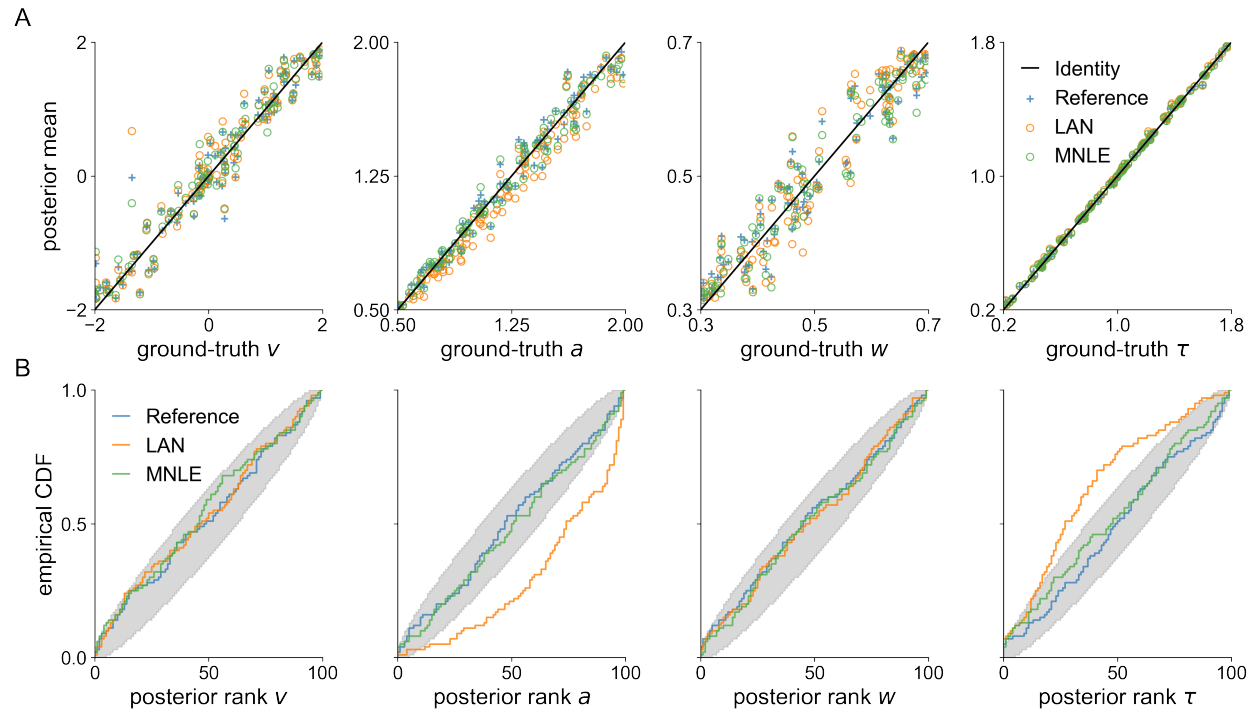 A
posterior mean
2
0
−2
−2 0 2
ground-truth v
2.00
1.25
0.50
0.50 1.25 2.00
ground-truth a
0.7
0.5
0.3
0.3 0.5 0.7
ground-truth w
1.8
1.0
0.2
0.2 1.0 1.8
ground-truth τ
Identity
Reference
LAN
MNLE
B
empirical CDF
1.0
0.5
0.0
Reference
LAN
MNLE
0 50 100
posterior rank v
0 50 100
posterior rank a
0 50 100
posterior rank w
0 50 100
posterior rank τ